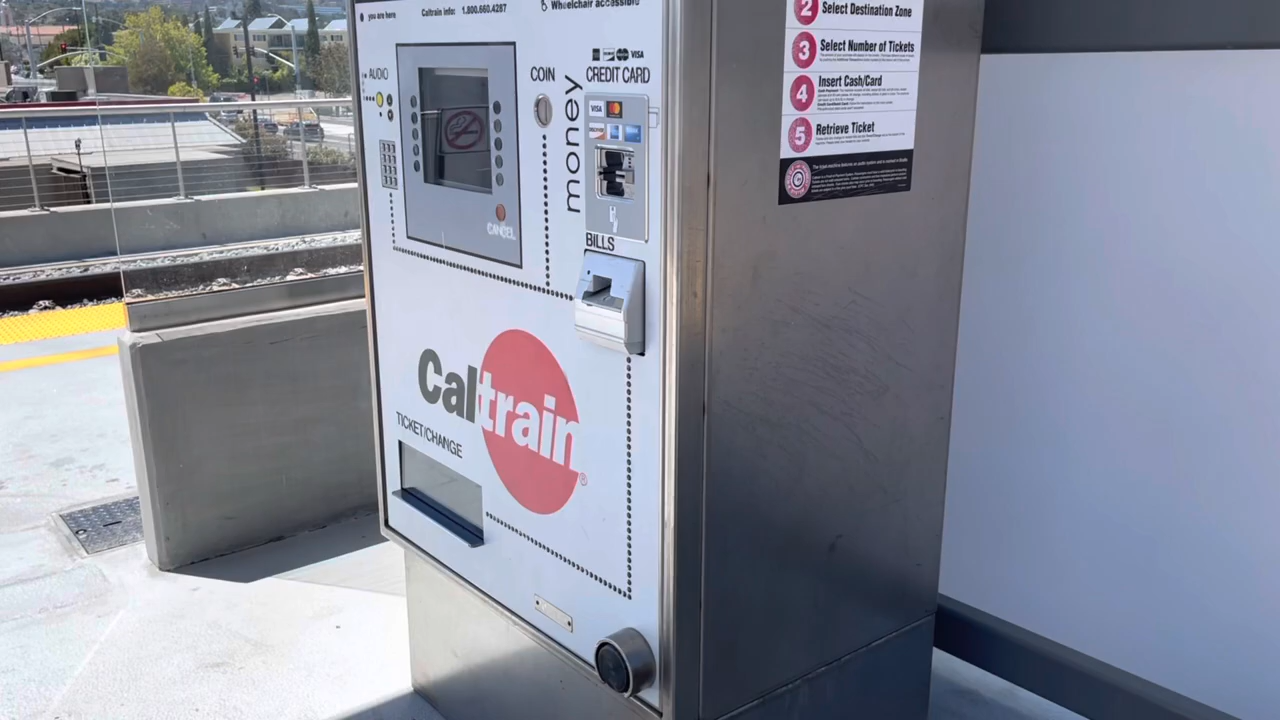 you are here
Caltrain info: 1.800.660.4287
Wheelchair accessible
AUDIO
COIN
money
CREDIT CARD
VISA
VISA
CANCEL
BILLS
Caltrain®
TICKET/CHANGE
2 Select Destination Zone
3 Select Number of Tickets
4 Insert Cash/Card
5 Retrieve Ticket